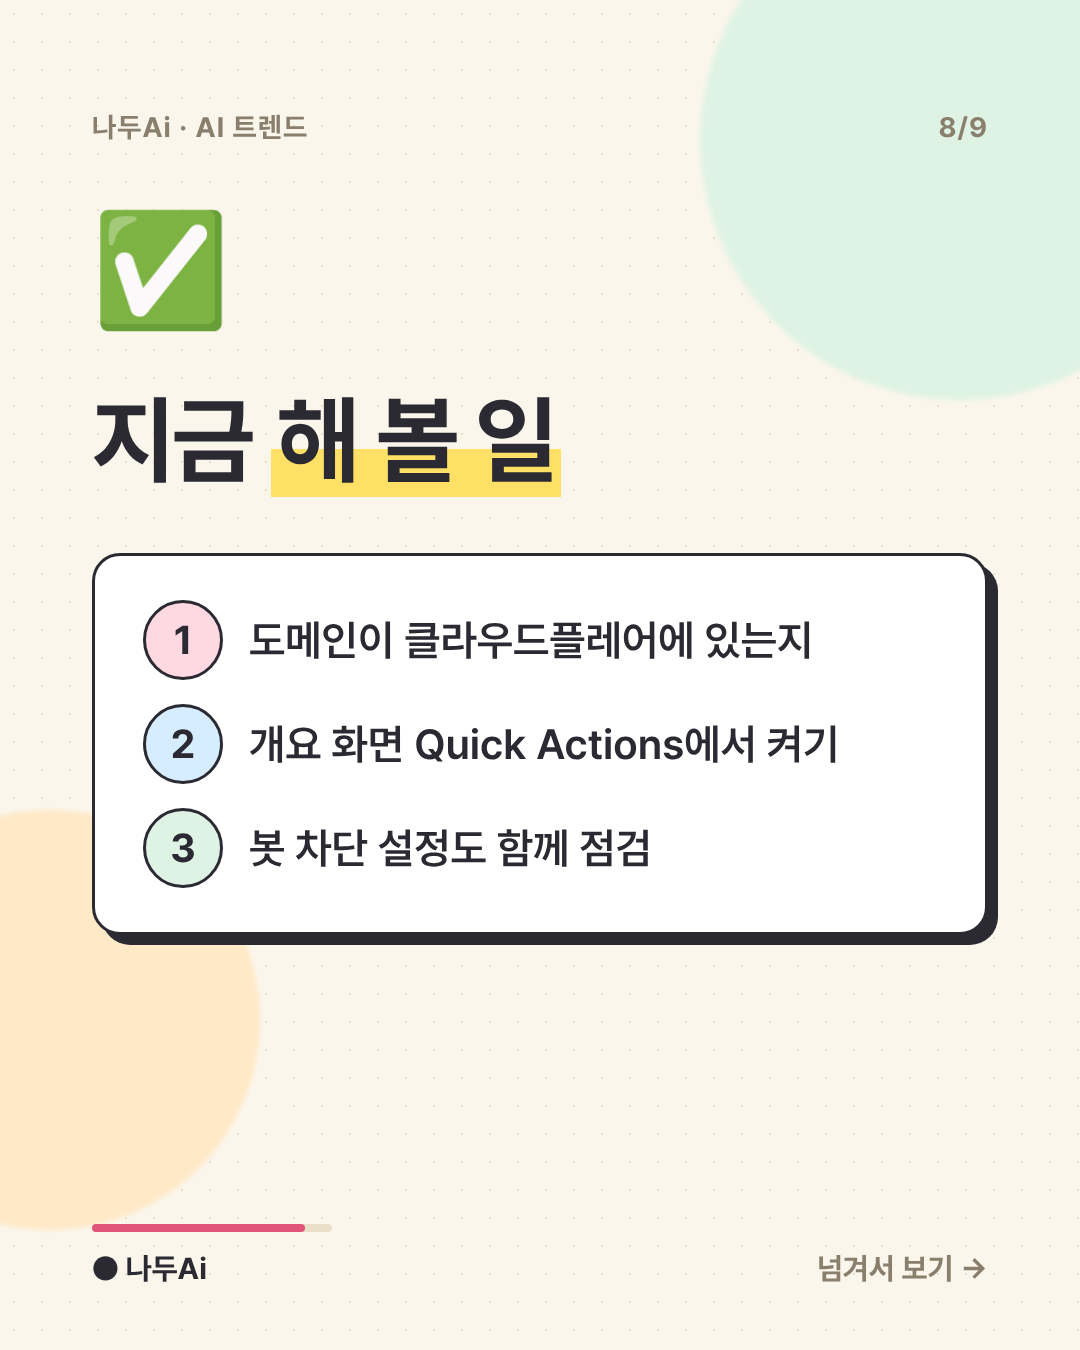 나두Ai · AI 트렌드
8/9
✅
지금 해 볼 일
1 도메인이 클라우드플레어에 있는지
2 개요 화면 Quick Actions에서 켜기
3 봇 차단 설정도 함께 점검
● 나두Ai
넘겨서 보기 →